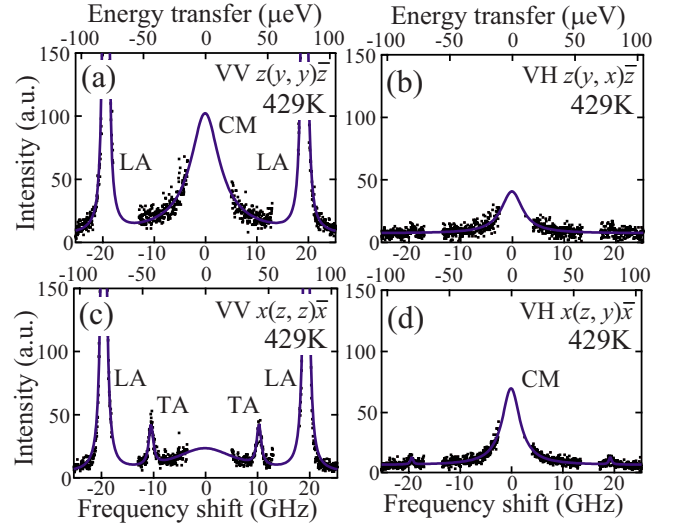 Energy transfer (μeV)
Energy transfer (μeV)
-100 -50 0 50 100
-100 -50 0 50 100
150
100
50
0
Intensity (a.u.)
(a)
VV z(y, y)z̅
429K
LA
CM
LA
-20 -10 0 10 20
150
100
50
0
(b)
VH z(y, x)z̅
429K
-20 -10 0 10 20
-100 -50 0 50 100
-100 -50 0 50 100
150
100
50
0
Intensity (a.u.)
(c)
VV x(z, z)x̅
429K
LA
TA
TA
LA
-20 -10 0 10 20
Frequency shift (GHz)
150
100
50
0
(d)
VH x(z, y)x̅
429K
CM
-20 -10 0 10 20
Frequency shift (GHz)